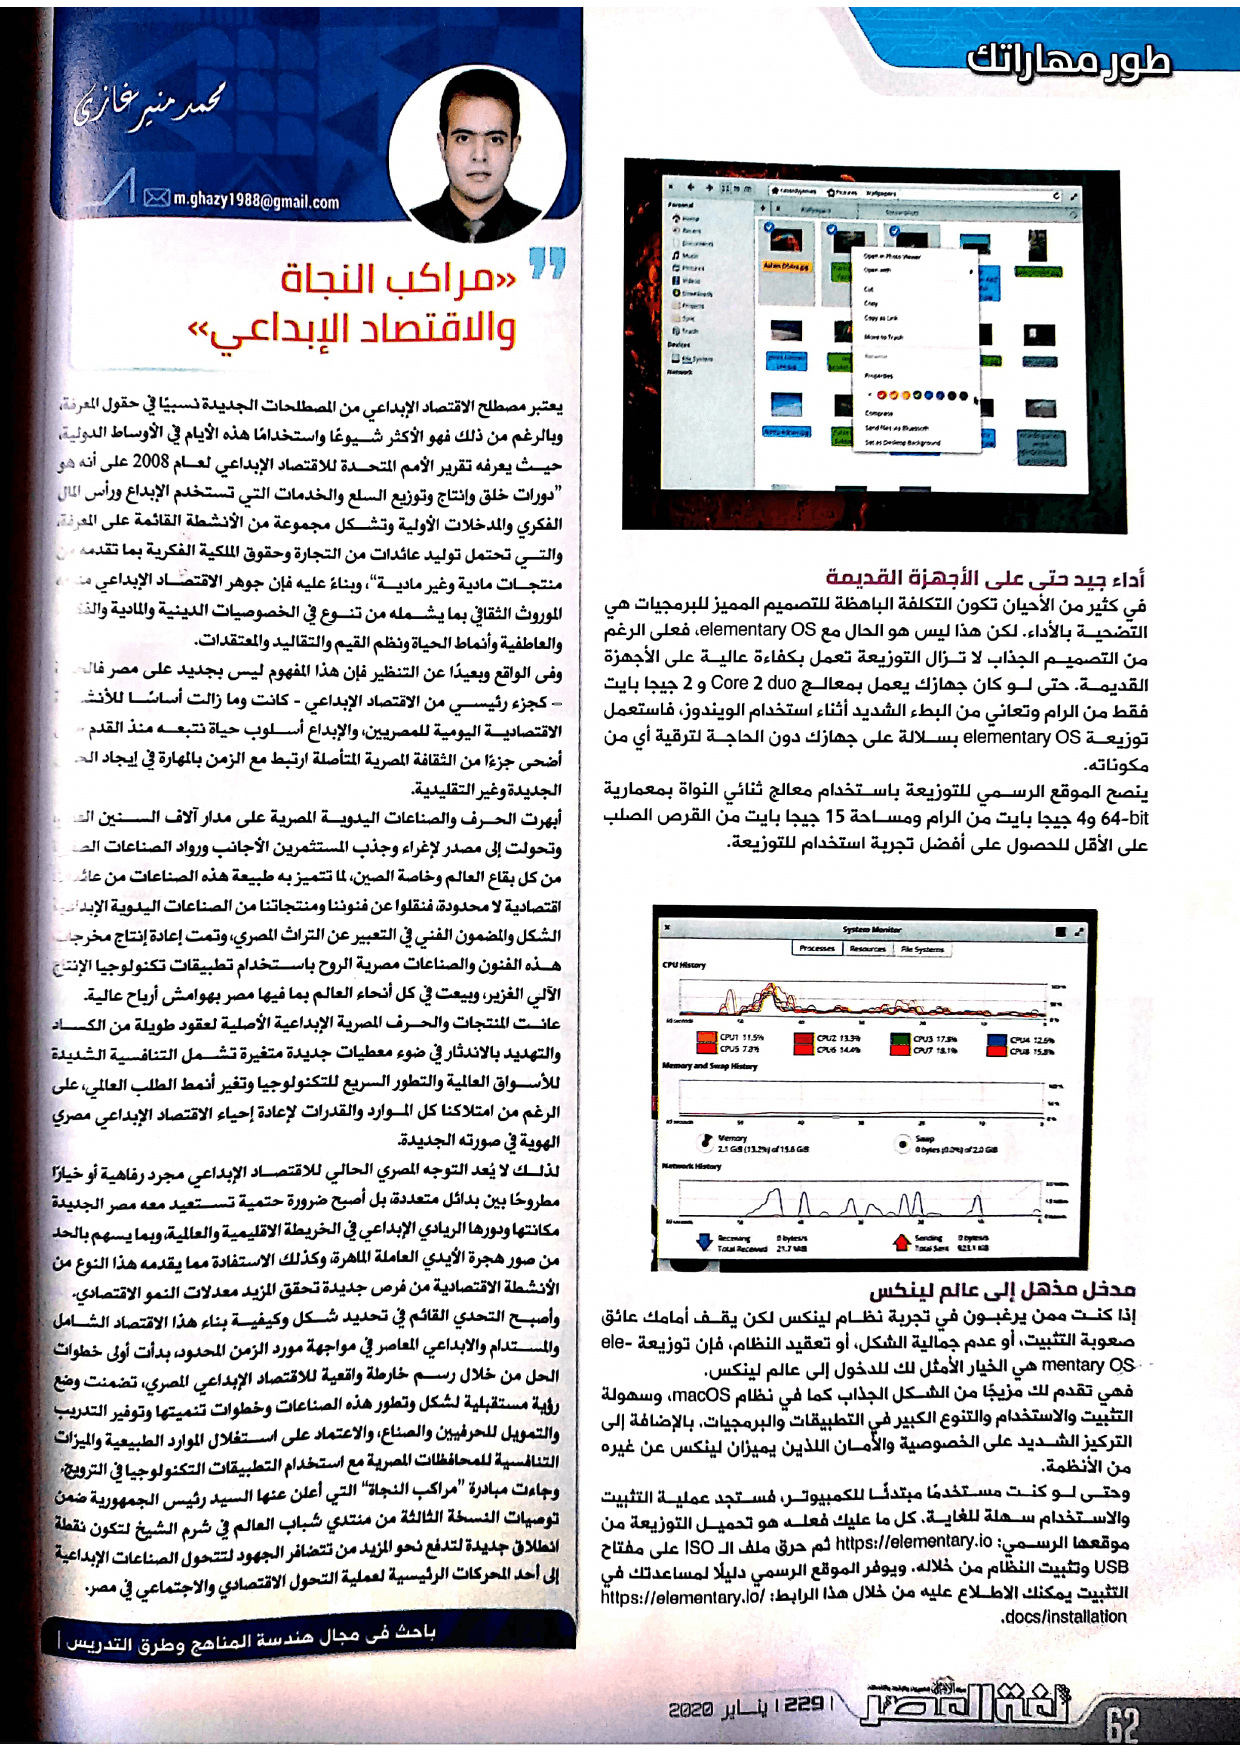 طور مهاراتك
أداء جيد حتى على الأجهزة القديمة
في كثير من الأحيان تكون التكلفة الباهظة للتصميم المميز للبرمجيات هي
التضحية بالأداء. لكن هذا ليس هو الحال مع elementary OS، فعلى الرغم
من التصميم الجذاب لا تزال التوزيعة تعمل بكفاءة عالية على الأجهزة
القديمة. حتى لو كان جهازك يعمل بمعالج Core 2 duo و 2 جيجا بايت
فقط من الرام وتعاني من البطء الشديد أثناء استخدام الويندوز، فاستعمل
توزيعة elementary OS بسلالة على جهازك دون الحاجة لترقية أي من
مكوناته.
ينصح الموقع الرسمي للتوزيعة باستخدام معالج ثنائي النواة بمعمارية
64-bit و4 جيجا بايت من الرام ومساحة 15 جيجا بايت من القرص الصلب
على الأقل للحصول على أفضل تجربة استخدام للتوزيعة.
System Monitor
Processes Resources File Systems
CPU History
CPU1 11.5% CPU2 13.3% CPU3 17.8% CPU4 12.6%
CPU5 7.8% CPU6 14.4% CPU7 18.1% CPU8 15.8%
Memory and Swap History
Memory Swap
2.1 GiB (13.2%) of 15.6 GiB 0 bytes (0.0%) of 2.0 GiB
Network History
Receiving 0 bytes/s Sending 0 bytes/s
Total Received 21.7 MiB Total Sent 923.1 KiB
مدخل مذهل إلى عالم لينكس
إذا كنت ممن يرغبون في تجربة نظام لينكس لكن يقف أمامك عائق
صعوبة التثبيت، أو عدم جمالية الشكل، أو تعقيد النظام، فإن توزيعة ele-
mentary OS هي الخيار الأمثل لك للدخول إلى عالم لينكس.
فهي تقدم لك مزيجًا من الشكل الجذاب كما في نظام macOS، وسهولة
التثبيت والاستخدام والتنوع الكبير في التطبيقات والبرمجيات. بالإضافة إلى
التركيز الشديد على الخصوصية والأمان اللذين يميزان لينكس عن غيره
من الأنظمة.
وحتى لو كنت مستخدمًا مبتدئًا للكمبيوتر، فستجد عملية التثبيت
والاستخدام سهلة للغاية. كل ما عليك فعله هو تحميل التوزيعة من
موقعها الرسمي: https://elementary.io ثم حرق ملف الـ ISO على مفتاح
USB وتثبيت النظام من خلاله. ويوفر الموقع الرسمي دليلًا لمساعدتك في
التثبيت يمكنك الاطلاع عليه من خلال هذا الرابط: https://elementary.io/
docs/installation.
محمد منير غازي
m.ghazy1988@gmail.com
«مراكب النجاة
والاقتصاد الإبداعي»
يعتبر مصطلح الاقتصاد الإبداعي من المصطلحات الجديدة نسبيًا في حقول المعرفة،
وبالرغم من ذلك فهو الأكثر شيوعًا واستخدامًا هذه الأيام في الأوساط الدولية،
حيث يعرفه تقرير الأمم المتحدة للاقتصاد الإبداعي لعام 2008 على أنه هو
"دورات خلق وإنتاج وتوزيع السلع والخدمات التي تستخدم الإبداع ورأس المال
الفكري والمدخلات الأولية وتشكل مجموعة من الأنشطة القائمة على المعرفة،
والتي تحتمل توليد عائدات من التجارة وحقوق الملكية الفكرية بما تقدمه من
منتجات مادية وغير مادية"، وبناءً عليه فإن جوهر الاقتصاد الإبداعي
الموروث الثقافي بما يشمله من تنوع في الخصوصيات الدينية والمادية
والعاطفية وأنماط الحياة ونظم القيم والتقاليد والمعتقدات.
وفى الواقع وبعيدًا عن التنظير فإن هذا المفهوم ليس بجديد على مصر
– كجزء رئيسي من الاقتصاد الإبداعي - كانت وما زالت أساسًا
الاقتصادية اليومية للمصريين، والإبداع أسلوب حياة نتبعه منذ القدم
أضحى جزءًا من الثقافة المصرية المتأصلة ارتبط مع الزمن بالمهارة في إيجاد
الجديدة وغير التقليدية.
أبهرت الحرف والصناعات اليدوية المصرية على مدار آلاف السنين
وتحولت إلى مصدر لإغراء وجذب المستثمرين الأجانب ورواد الصناعات
من كل بقاع العالم وخاصة الصين، لما تتميز به طبيعة هذه الصناعات من
اقتصادية لا محدودة، فنقلوا عن فنوننا ومنتجاتنا من الصناعات اليدوية الإبداعية
الشكل والمضمون الفني في التعبير عن التراث المصري، وتمت إعادة إنتاج مخرجات
هذه الفنون والصناعات مصرية الروح باستخدام تطبيقات تكنولوجيا الإنتاج
الآلي الغزير، وبيعت في كل أنحاء العالم بما فيها مصر بهوامش أرباح عالية.
عانت المنتجات والحرف المصرية الإبداعية الأصلية لعقود طويلة من الكساد
والتهديد بالاندثار في ضوء معطيات جديدة متغيرة تشمل التنافسية الشديدة
للأسواق العالمية والتطور السريع للتكنولوجيا وتغير أنمط الطلب العالمي، على
الرغم من امتلاكنا كل الموارد والقدرات لإعادة إحياء الاقتصاد الإبداعي مصري
الهوية في صورته الجديدة.
لذلك لا يُعد التوجه المصري الحالي للاقتصاد الإبداعي مجرد رفاهية أو خيارًا
مطروحًا بين بدائل متعددة، بل أصبح ضرورة حتمية تستعيد معه مصر الجديدة
مكانتها ودورها الريادي الإبداعي في الخريطة الاقليمية والعالمية، وبما يسهم بالحد
من صور هجرة الأيدي العاملة الماهرة، وكذلك الاستفادة مما يقدمه هذا النوع من
الأنشطة الاقتصادية من فرص جديدة تحقق المزيد معدلات النمو الاقتصادي.
وأصبح التحدي القائم في تحديد شكل وكيفية بناء هذا الاقتصاد الشامل
والمستدام والابداعي المعاصر في مواجهة مورد الزمن المحدود، بدأت أولى خطوات
الحل من خلال رسم خارطة واقعية للاقتصاد الإبداعي المصري، تضمنت وضع
رؤية مستقبلية لشكل وتطور هذه الصناعات وخطوات تنميتها وتوفير التدريب
والتمويل للحرفيين والصناع، والاعتماد على استغلال الموارد الطبيعية والميزات
التنافسية للمحافظات المصرية مع استخدام التطبيقات التكنولوجيا في الترويج.
وجاءت مبادرة "مراكب النجاة" التي أعلن عنها السيد رئيس الجمهورية ضمن
توصيات النسخة الثالثة من منتدي شباب العالم في شرم الشيخ لتكون نقطة
انطلاق جديدة لتدفع نحو المزيد من تتضافر الجهود لتتحول الصناعات الإبداعية
إلى أحد المحركات الرئيسية لعملية التحول الاقتصادي والاجتماعي في مصر.
باحث فى مجال هندسة المناهج وطرق التدريس
لغة العصر
| 229 | يناير 2020
62